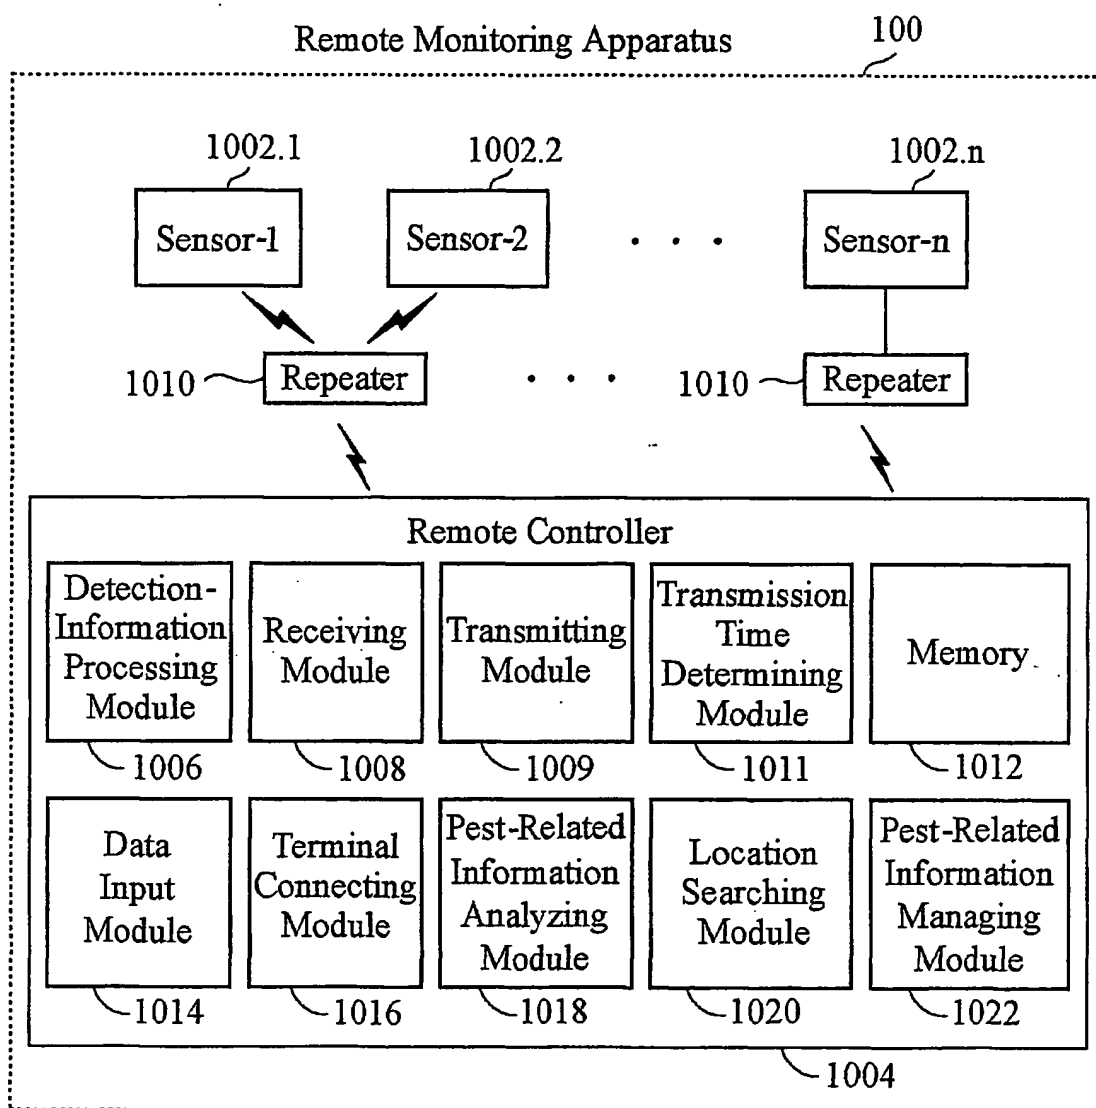 Remote Monitoring Apparatus
100
1002.1
1002.2
1002.n
Sensor-1
Sensor-2
. . .
Sensor-n
1010
Repeater
. . .
1010
Repeater
Remote Controller
Detection-
Information
Processing
Module
Receiving
Module
Transmitting
Module
Transmission
Time
Determining
Module
Memory
1006
1008
1009
1011
1012
Data
Input
Module
Terminal
Connecting
Module
Pest-Related
Information
Analyzing
Module
Location
Searching
Module
Pest-Related
Information
Managing
Module
1014
1016
1018
1020
1022
1004